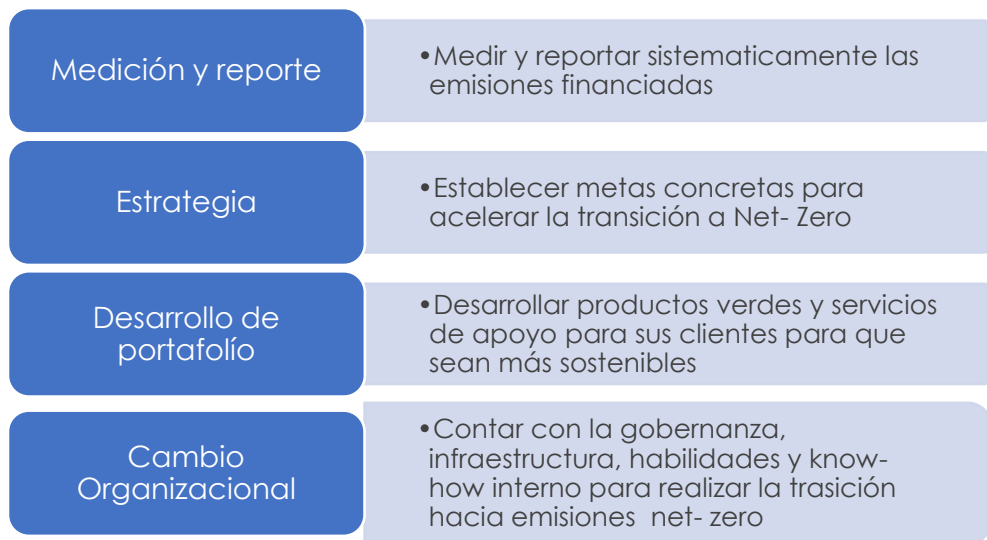 Medición y reporte
•Medir y reportar sistematicamente las
emisiones financiadas
Estrategia
•Establecer metas concretas para
acelerar la transición a Net- Zero
Desarrollo de
portafolío
•Desarrollar productos verdes y servicios
de apoyo para sus clientes para que
sean más sostenibles
Cambio
Organizacional
•Contar con la gobernanza,
infraestructura, habilidades y know-
how interno para realizar la trasición
hacia emisiones  net- zero